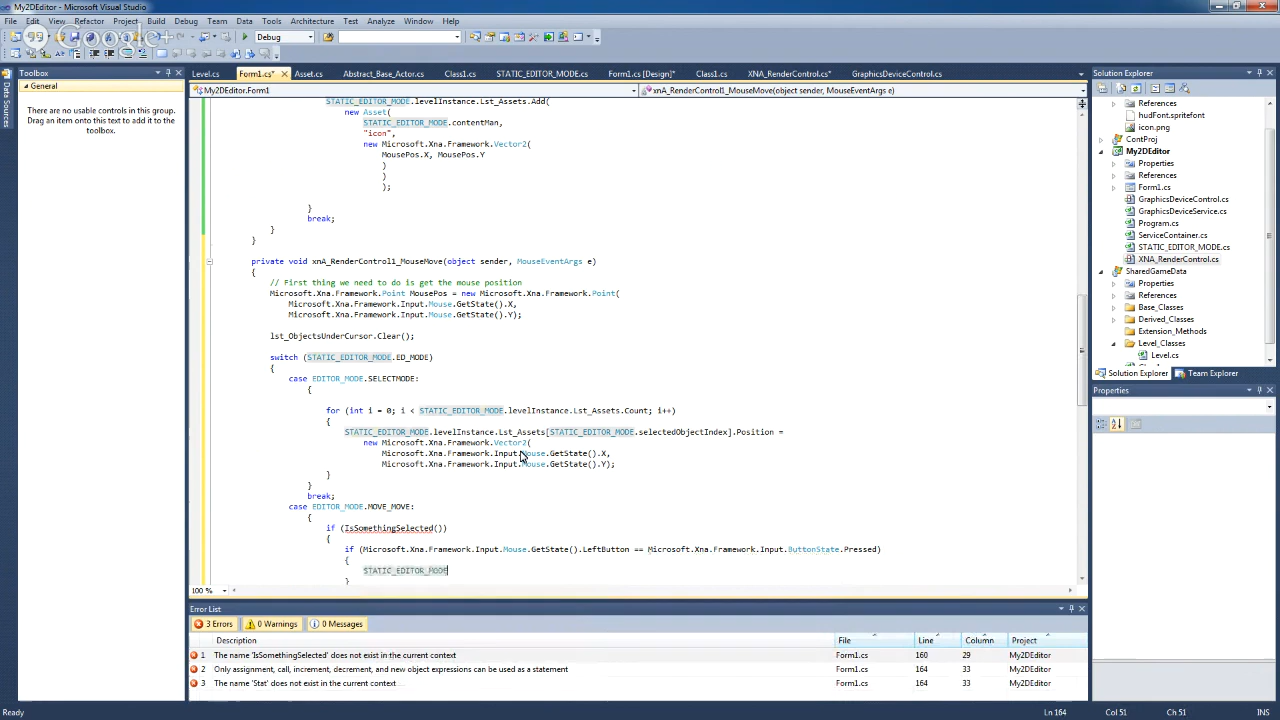 My2DEditor - Microsoft Visual Studio
File Edit View Refactor Project Build Debug Team Data Tools Architecture Test Analyze Window Help
Google+
Debug
Toolbox
General
There are no usable controls in this group.
Drag an item onto this text to add it to the
toolbox.
Data Sources
Level.cs Form1.cs* Asset.cs Abstract_Base_Actor.cs Class1.cs STATIC_EDITOR_MODE.cs Form1.cs [Design]* Class1.cs XNA_RenderControl.cs* GraphicsDeviceControl.cs
My2DEditor.Form1 xnA_RenderControl1_MouseMove(object sender, MouseEventArgs e)
STATIC_EDITOR_MODE.levelInstance.Lst_Assets.Add(
new Asset(
STATIC_EDITOR_MODE.contentMan,
"icon",
new Microsoft.Xna.Framework.Vector2(
MousePos.X, MousePos.Y
)
)
);
}
break;
}
}
private void xnA_RenderControl1_MouseMove(object sender, MouseEventArgs e)
{
// First thing we need to do is get the mouse position
Microsoft.Xna.Framework.Point MousePos = new Microsoft.Xna.Framework.Point(
Microsoft.Xna.Framework.Input.Mouse.GetState().X,
Microsoft.Xna.Framework.Input.Mouse.GetState().Y);
lst_ObjectsUnderCursor.Clear();
switch (STATIC_EDITOR_MODE.ED_MODE)
{
case EDITOR_MODE.SELECTMODE:
{
for (int i = 0; i < STATIC_EDITOR_MODE.levelInstance.Lst_Assets.Count; i++)
{
STATIC_EDITOR_MODE.levelInstance.Lst_Assets[STATIC_EDITOR_MODE.selectedObjectIndex].Position =
new Microsoft.Xna.Framework.Vector2(
Microsoft.Xna.Framework.Input.Mouse.GetState().X,
Microsoft.Xna.Framework.Input.Mouse.GetState().Y);
}
}
break;
case EDITOR_MODE.MOVE_MOVE:
{
if (IsSomethingSelected())
{
if (Microsoft.Xna.Framework.Input.Mouse.GetState().LeftButton == Microsoft.Xna.Framework.Input.ButtonState.Pressed)
{
STATIC_EDITOR_MODE
}
100 %
Error List
3 Errors 0 Warnings 0 Messages
Description File Line Column Project
1 The name 'IsSomethingSelected' does not exist in the current context Form1.cs 160 29 My2DEditor
2 Only assignment, call, increment, decrement, and new object expressions can be used as a statement Form1.cs 164 33 My2DEditor
3 The name 'Stat' does not exist in the current context Form1.cs 164 33 My2DEditor
Solution Explorer
References
hudFont.spritefont
icon.png
ContProj
My2DEditor
Properties
References
Form1.cs
GraphicsDeviceControl.cs
GraphicsDeviceService.cs
Program.cs
ServiceContainer.cs
STATIC_EDITOR_MODE.cs
XNA_RenderControl.cs
SharedGameData
Properties
References
Base_Classes
Derived_Classes
Extension_Methods
Level_Classes
Level.cs
Solution Explorer Team Explorer
Properties
Ready Ln 164 Col 51 Ch 51 INS